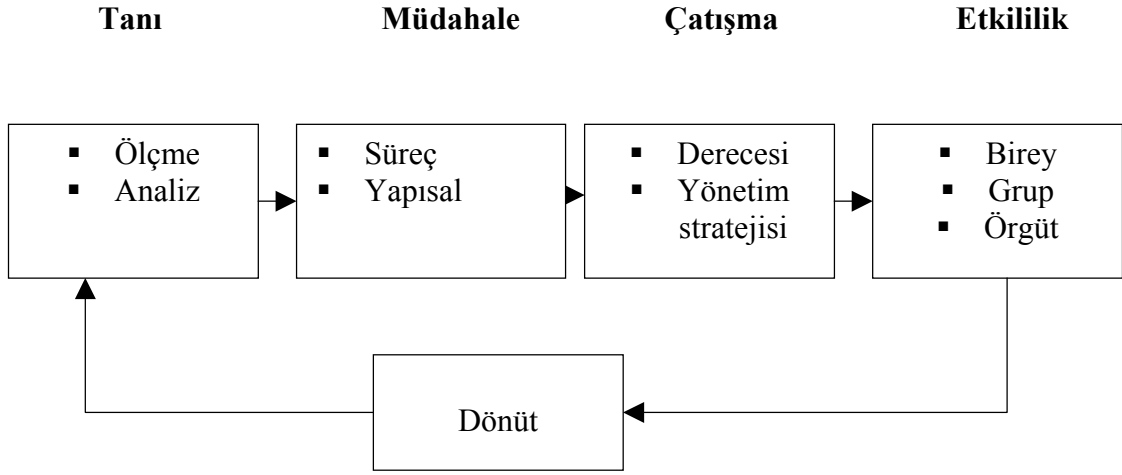 Tanı Müdahale Çatışma Etkililik
▪ Ölçme
▪ Analiz
▪ Süreç
▪ Yapısal
▪ Derecesi
▪ Yönetim
stratejisi
▪ Birey
▪ Grup
▪ Örgüt
Dönüt